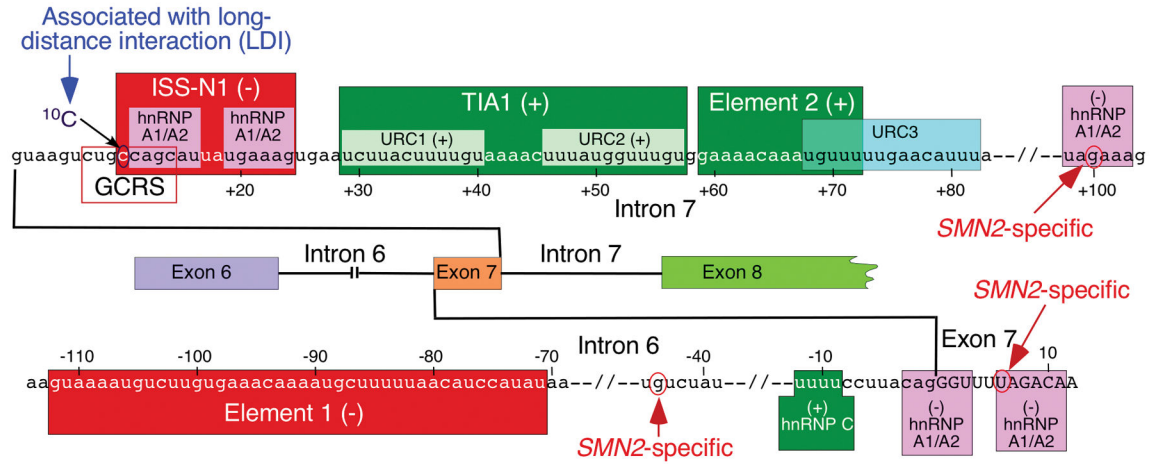 Associated with long-
distance interaction (LDI)
ISS-N1 (-)
TIA1 (+)
Element 2 (+)
(-)
hnRNP
A1/A2
10C
hnRNP
A1/A2
hnRNP
A1/A2
URC1 (+)
URC2 (+)
URC3
guaagucugccagcauuaugaaagugaaucuuacuuuuguaaaacuuuaugguuuguggaaaacaaauguuuuugaacauuua--//--uagaaag
GCRS
+20
+30
+40
+50
+60
+70
+80
+100
Intron 7
SMN2-specific
Exon 6
Intron 6
Exon 7
Intron 7
Exon 8
SMN2-specific
Intron 6
Exon 7
-110
-100
-90
-80
-70
-40
-10
10
aaguaaaaugucuugugaaacaaaaugcuuuuuaacauccauauaa--//--ugucuau--//--uuuuccuuacagGGUUUUAGACAA
Element 1 (-)
(+)
hnRNP C
(-)
hnRNP
A1/A2
(-)
hnRNP
A1/A2
SMN2-specific